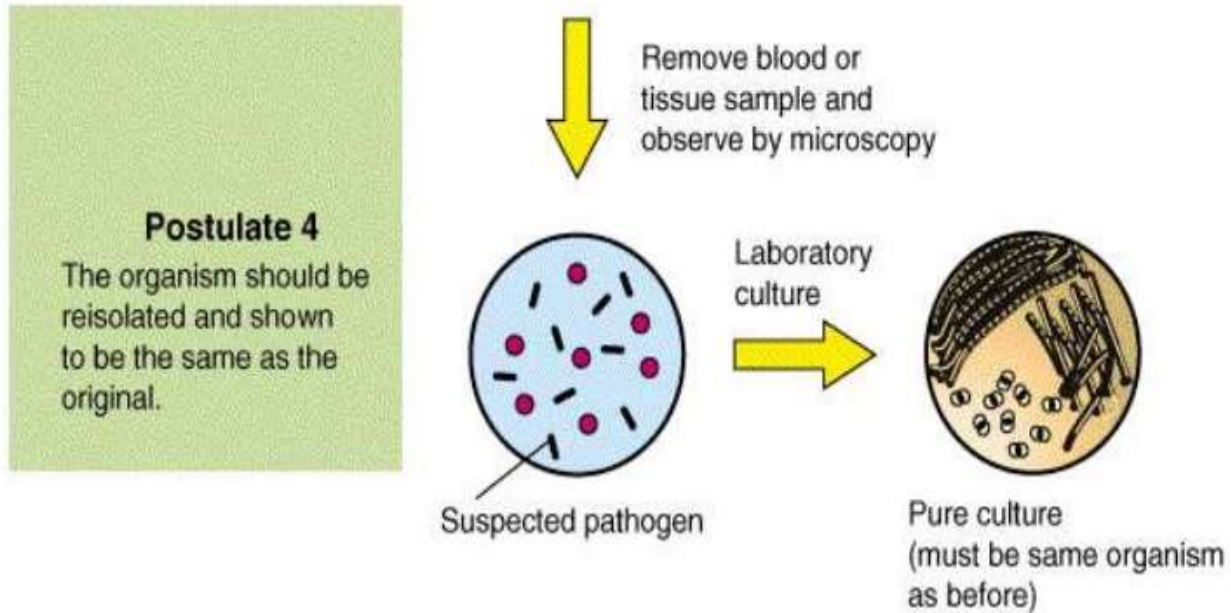 Postulate 4
The organism should be
reisolated and shown
to be the same as the
original.
Remove blood or
tissue sample and
observe by microscopy
Laboratory
culture
Suspected pathogen
Pure culture
(must be same organism
as before)